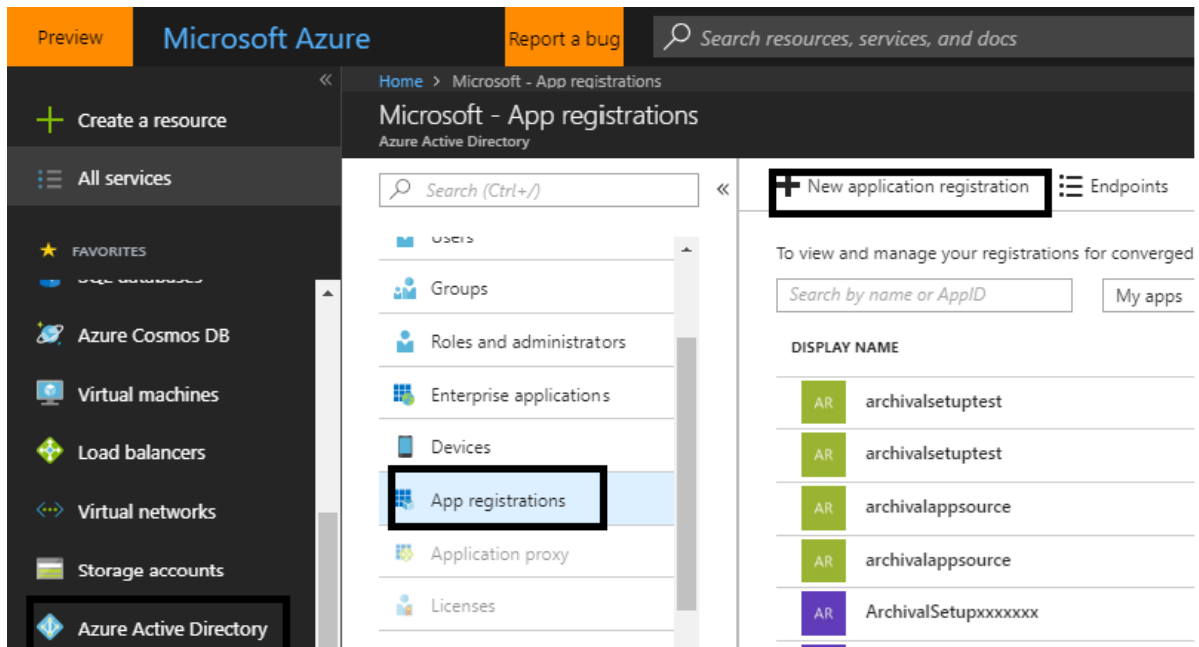 Preview
Microsoft Azure
Report a bug
Search resources, services, and docs
«
Home > Microsoft - App registrations
Microsoft - App registrations
Azure Active Directory
Create a resource
All services
FAVORITES
SQL databases
Azure Cosmos DB
Virtual machines
Load balancers
Virtual networks
Storage accounts
Azure Active Directory
Search (Ctrl+/)
«
Users
Groups
Roles and administrators
Enterprise applications
Devices
App registrations
Application proxy
Licenses
New application registration
Endpoints
To view and manage your registrations for converged
Search by name or AppID
My apps
DISPLAY NAME
AR archivalsetuptest
AR archivalsetuptest
AR archivalappsource
AR archivalappsource
AR ArchivalSetupxxxxxxx